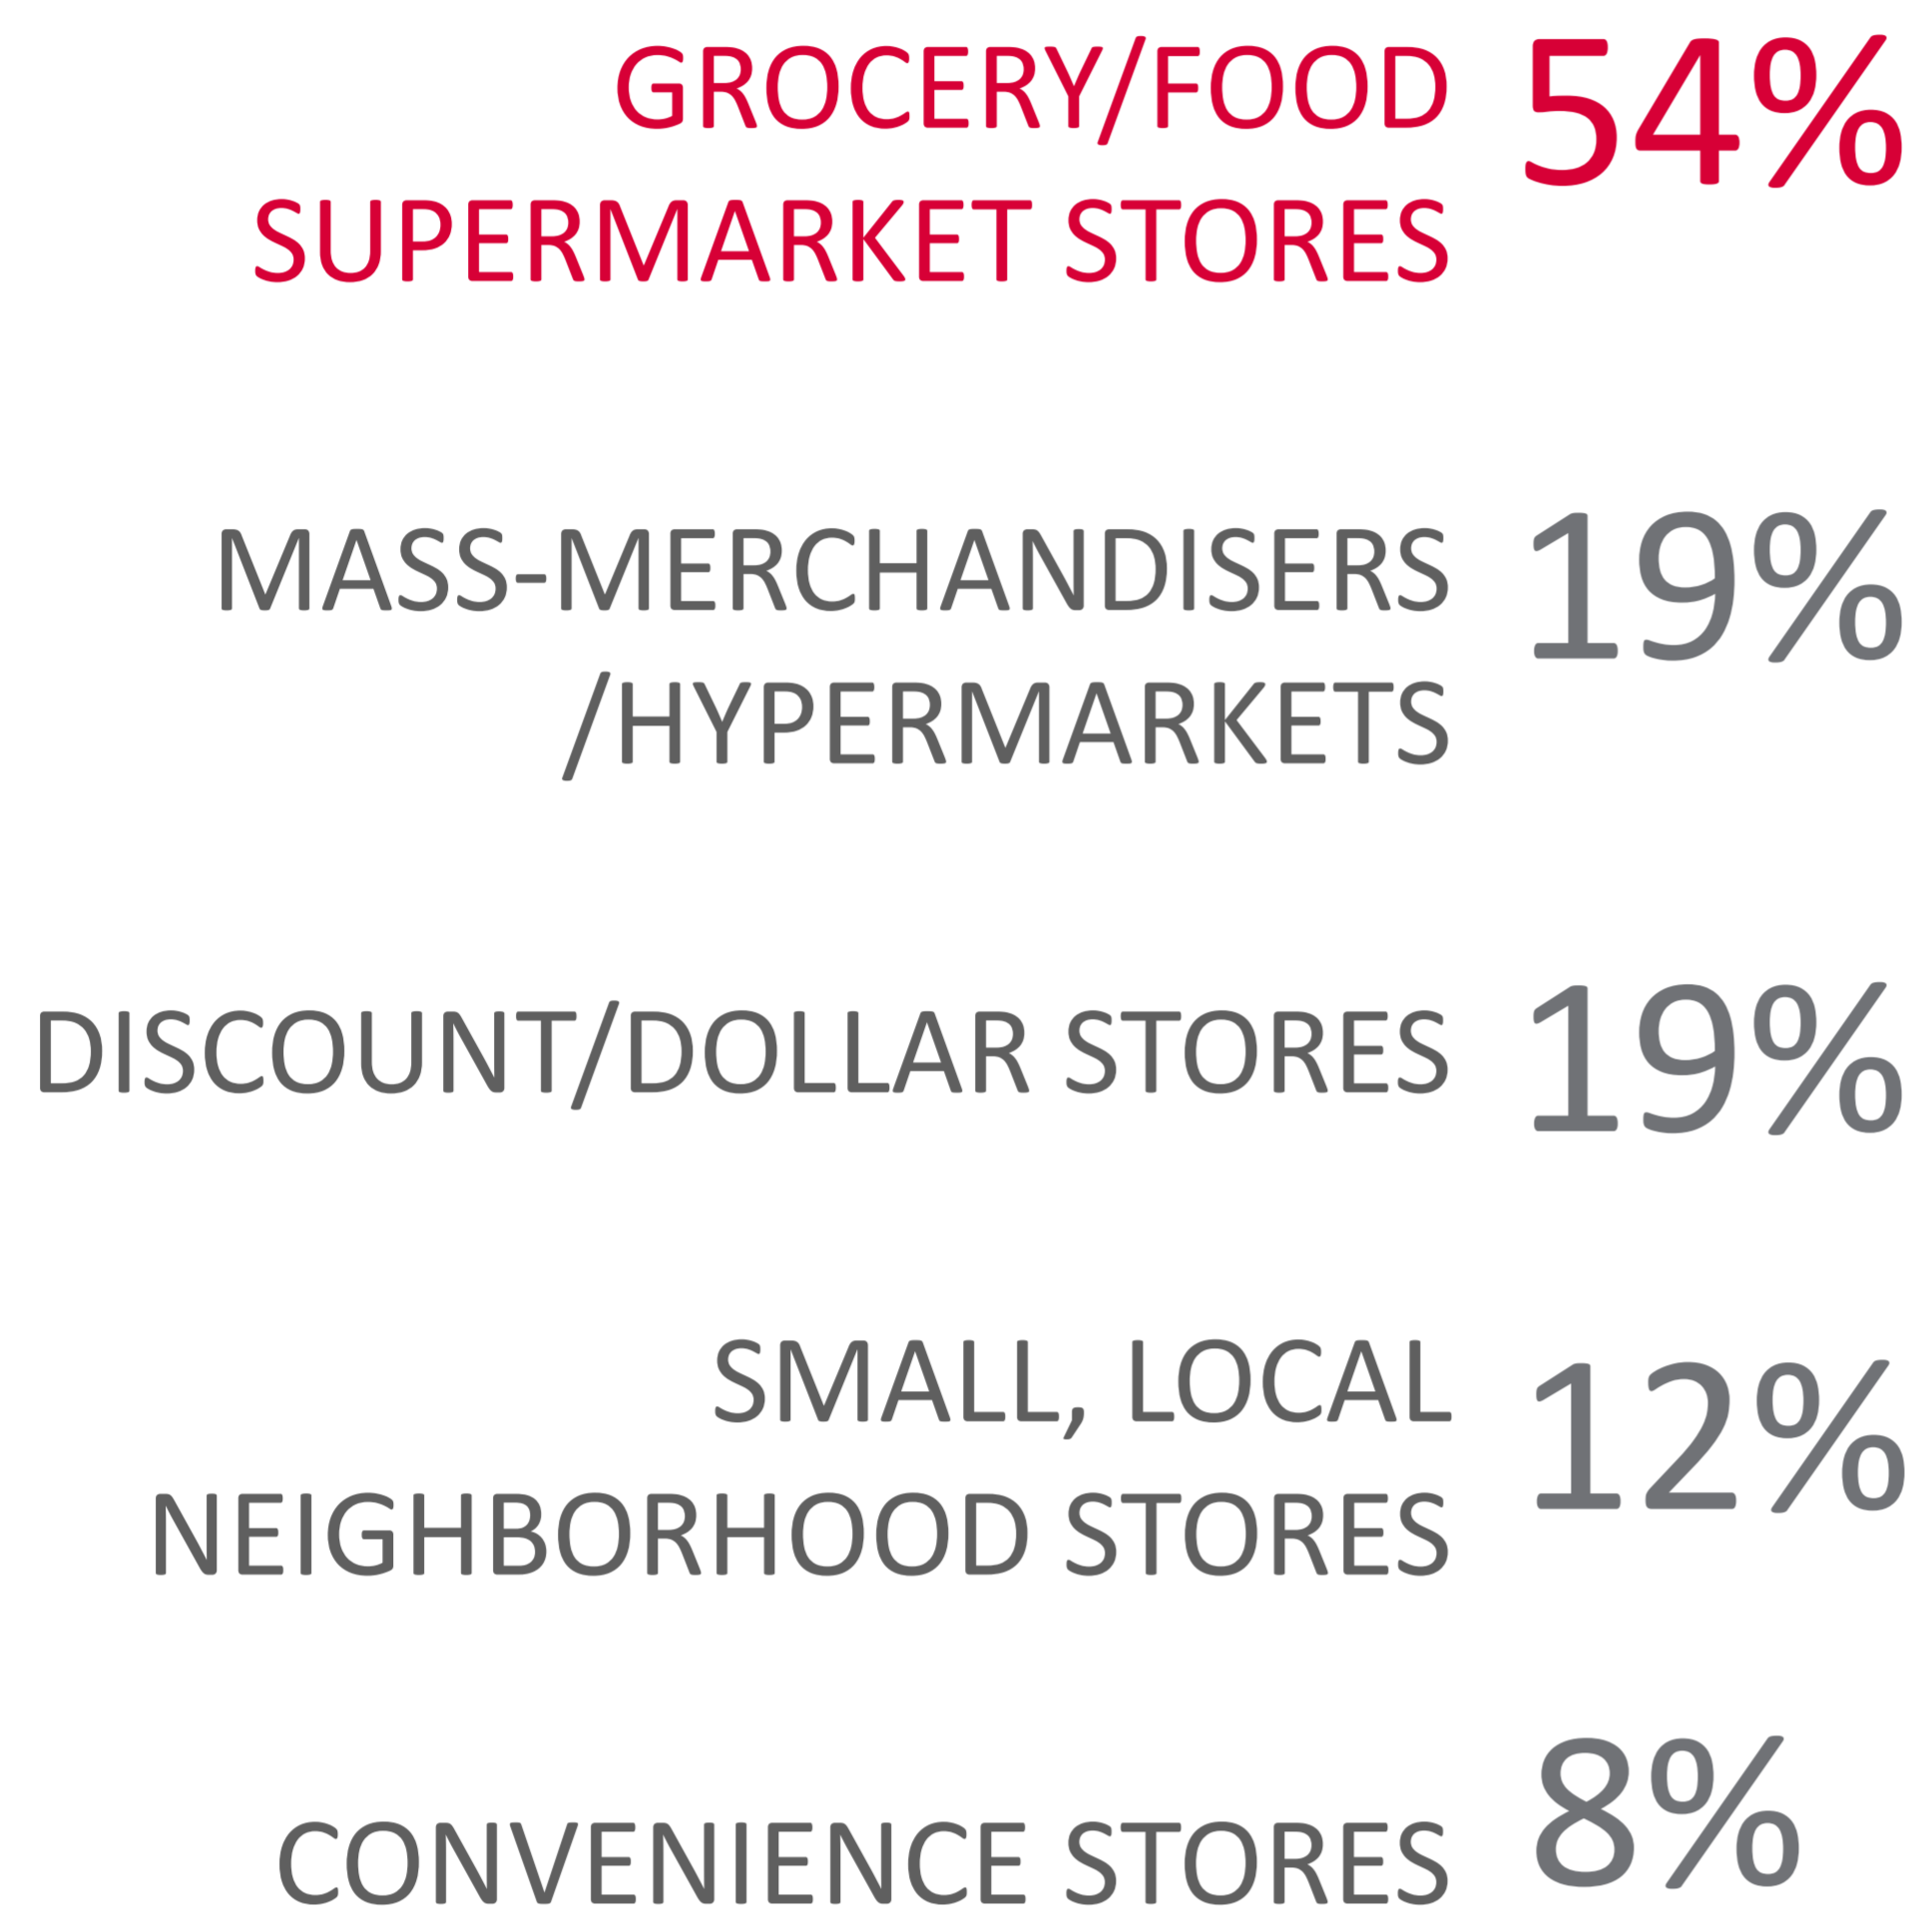 GROCERY/FOOD 54%
SUPERMARKET STORES
MASS-MERCHANDISERS 19%
/HYPERMARKETS
DISCOUNT/DOLLAR STORES 19%
SMALL, LOCAL 12%
NEIGHBORHOOD STORES
CONVENIENCE STORES 8%